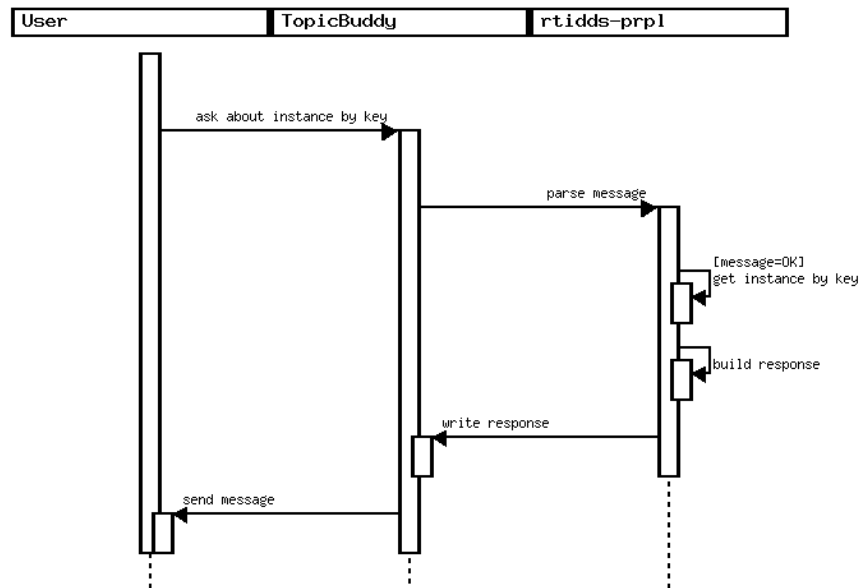 User
TopicBuddy
rtidds-prpl
ask about instance by key
parse message
[message=OK]
get instance by key
build response
write response
send message